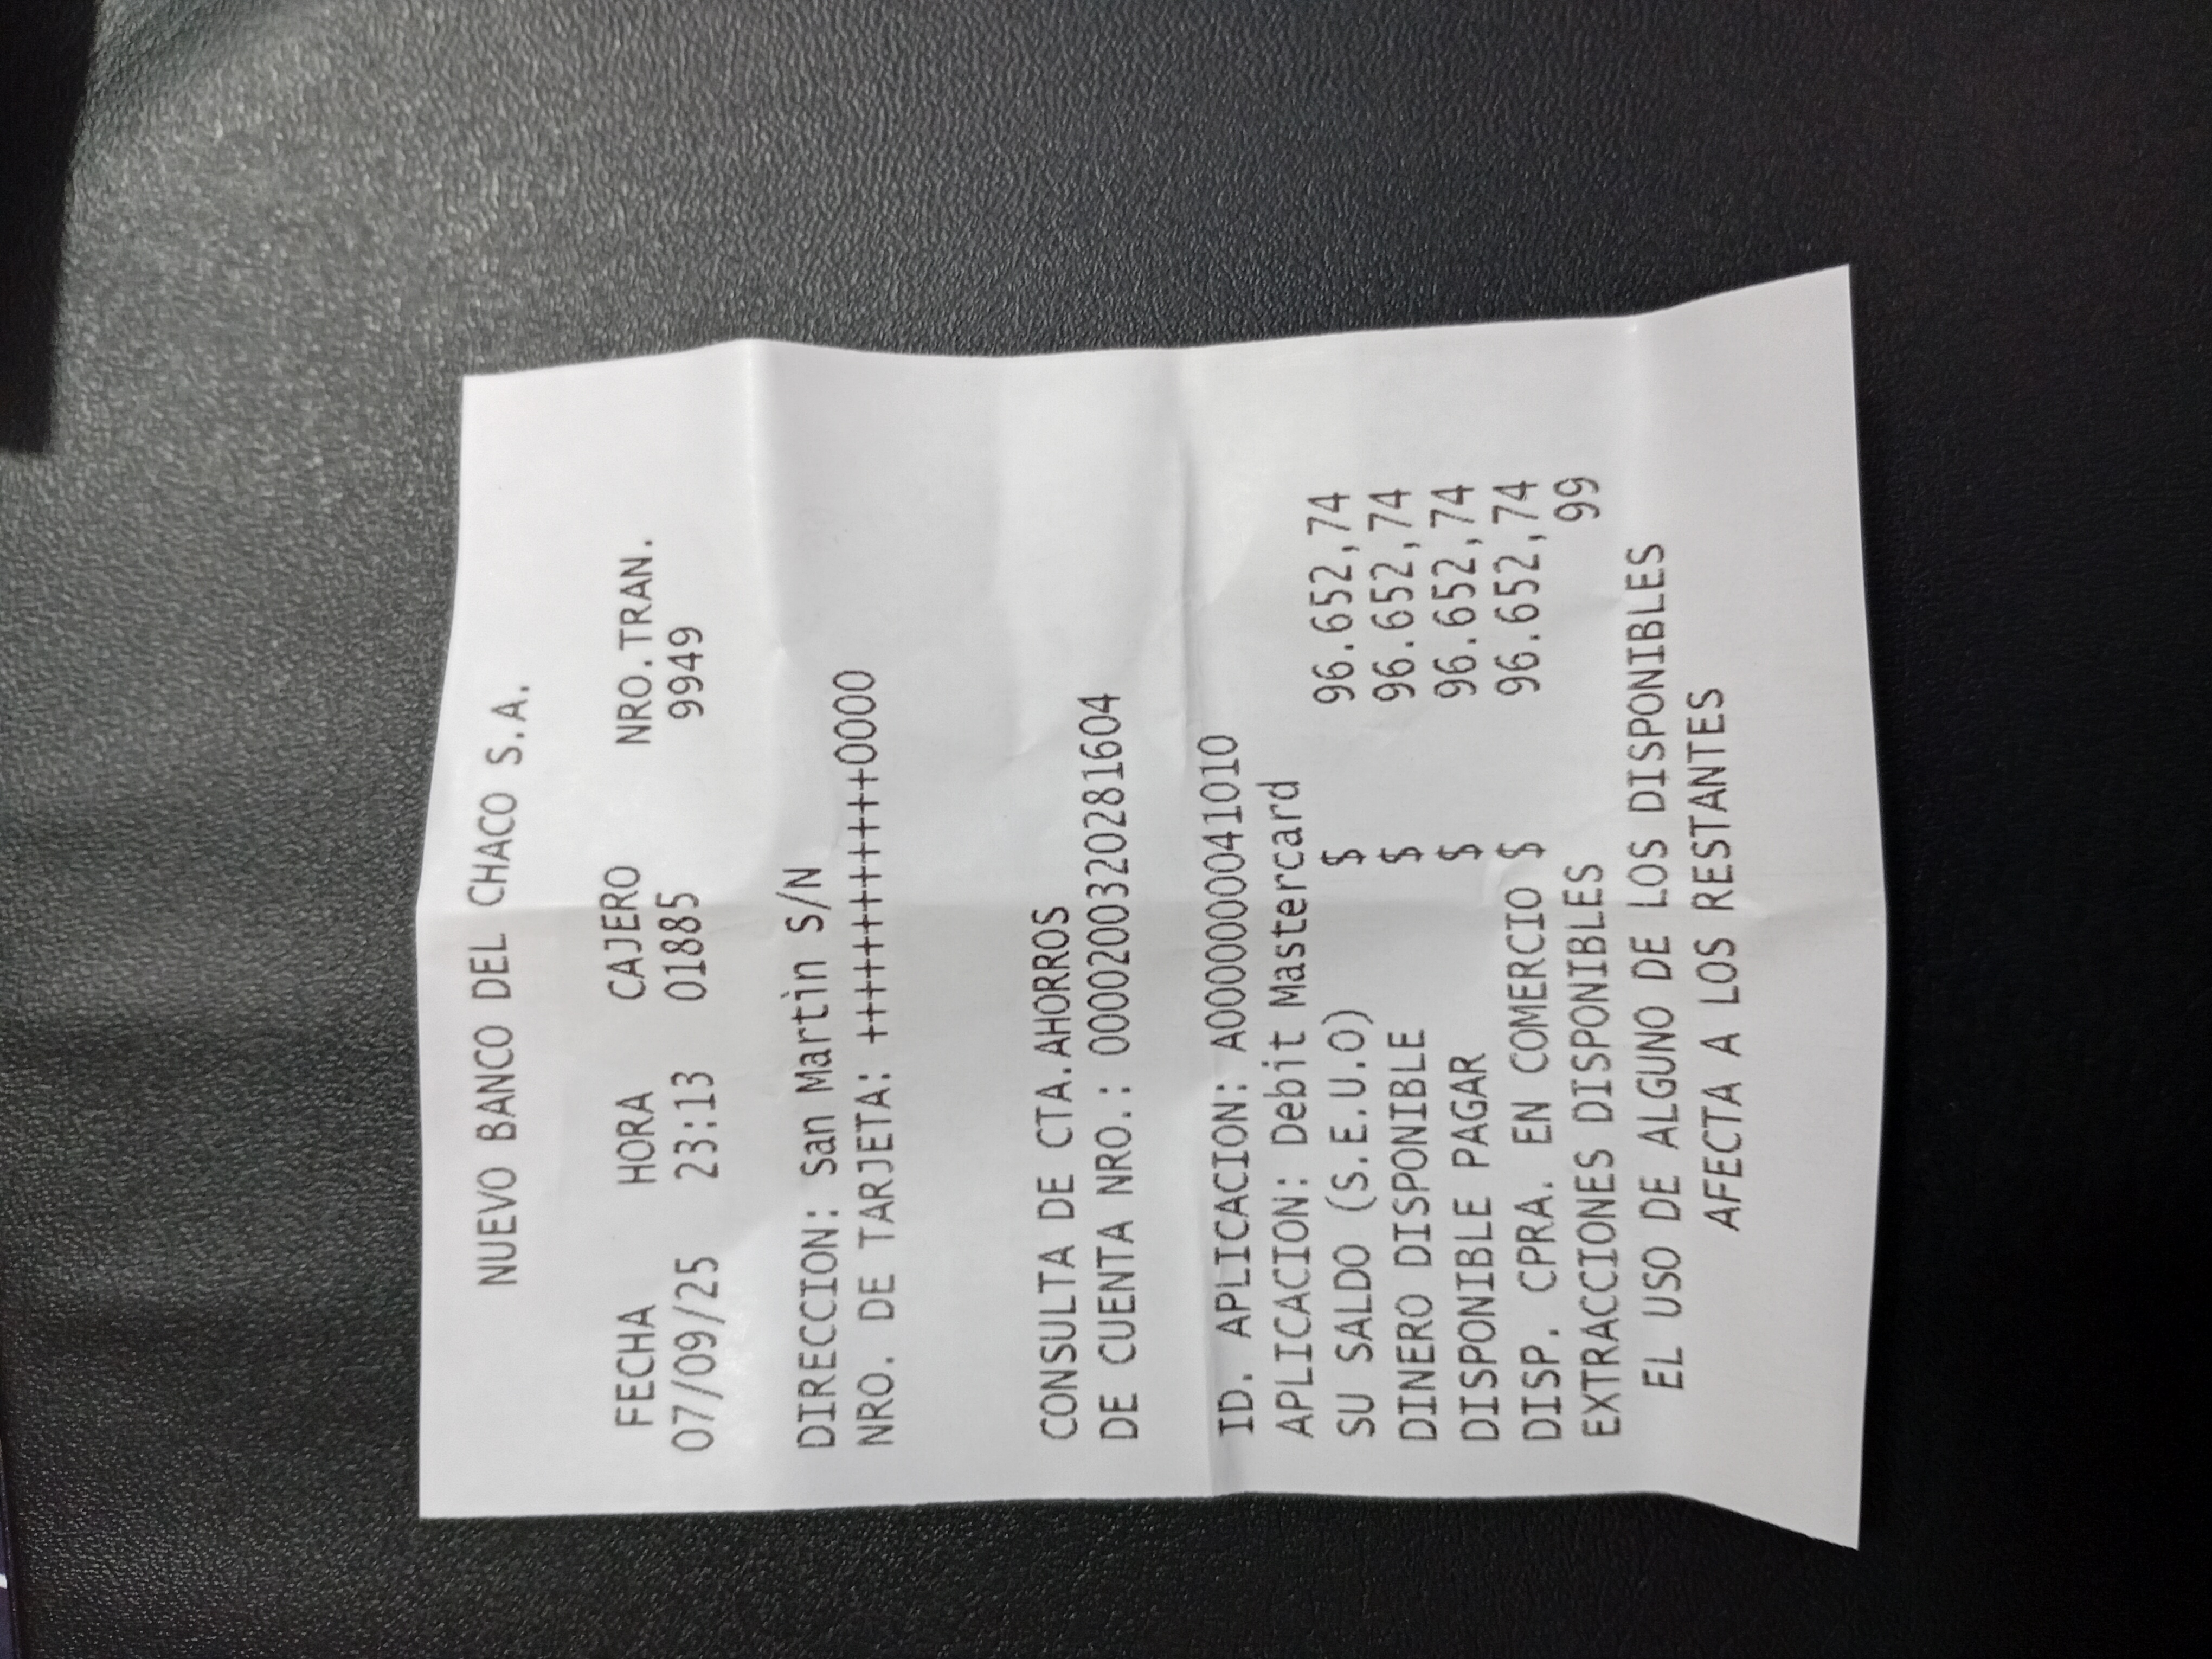 NUEVO BANCO DEL CHACO S.A.
FECHA HORA CAJERO NRO.TRAN.
07/09/25 23:13 01885 9949
DIRECCION: San Martìn S/N
NRO. DE TARJETA: ++++++++++++0000
CONSULTA DE CTA.AHORROS
DE CUENTA NRO.: 000020032028160​4
ID. APLICACION: A0000000041010
APLICACION: Debit Mastercard
SU SALDO (S.E.U.O) $ 96.652,74
DINERO DISPONIBLE $ 96.652,74
DISPONIBLE PAGAR $ 96.652,74
DISP. CPRA. EN COMERCIO $ 96.652,74
EXTRACCIONES DISPONIBLES 99
EL USO DE ALGUNO DE LOS DISPONIBLES
AFECTA A LOS RESTANTES